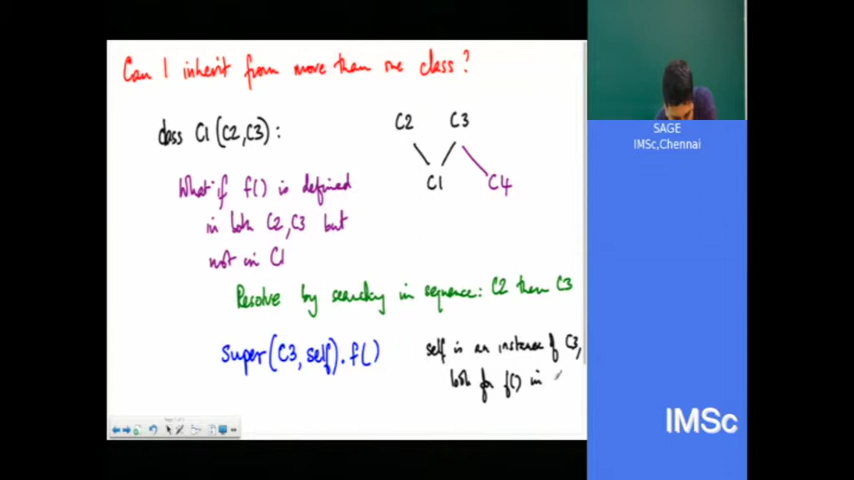 Can I inherit from more than one class?
class C1 (C2,C3):
C2 C3
C1 C4
What if f() is defined
in both C2, C3 but
not in C1
Resolve by searching in sequence: C2 then C3
super(C3, self).f()
self is an instance of C3,
look for f() in
SAGE
IMSc,Chennai
IMSc